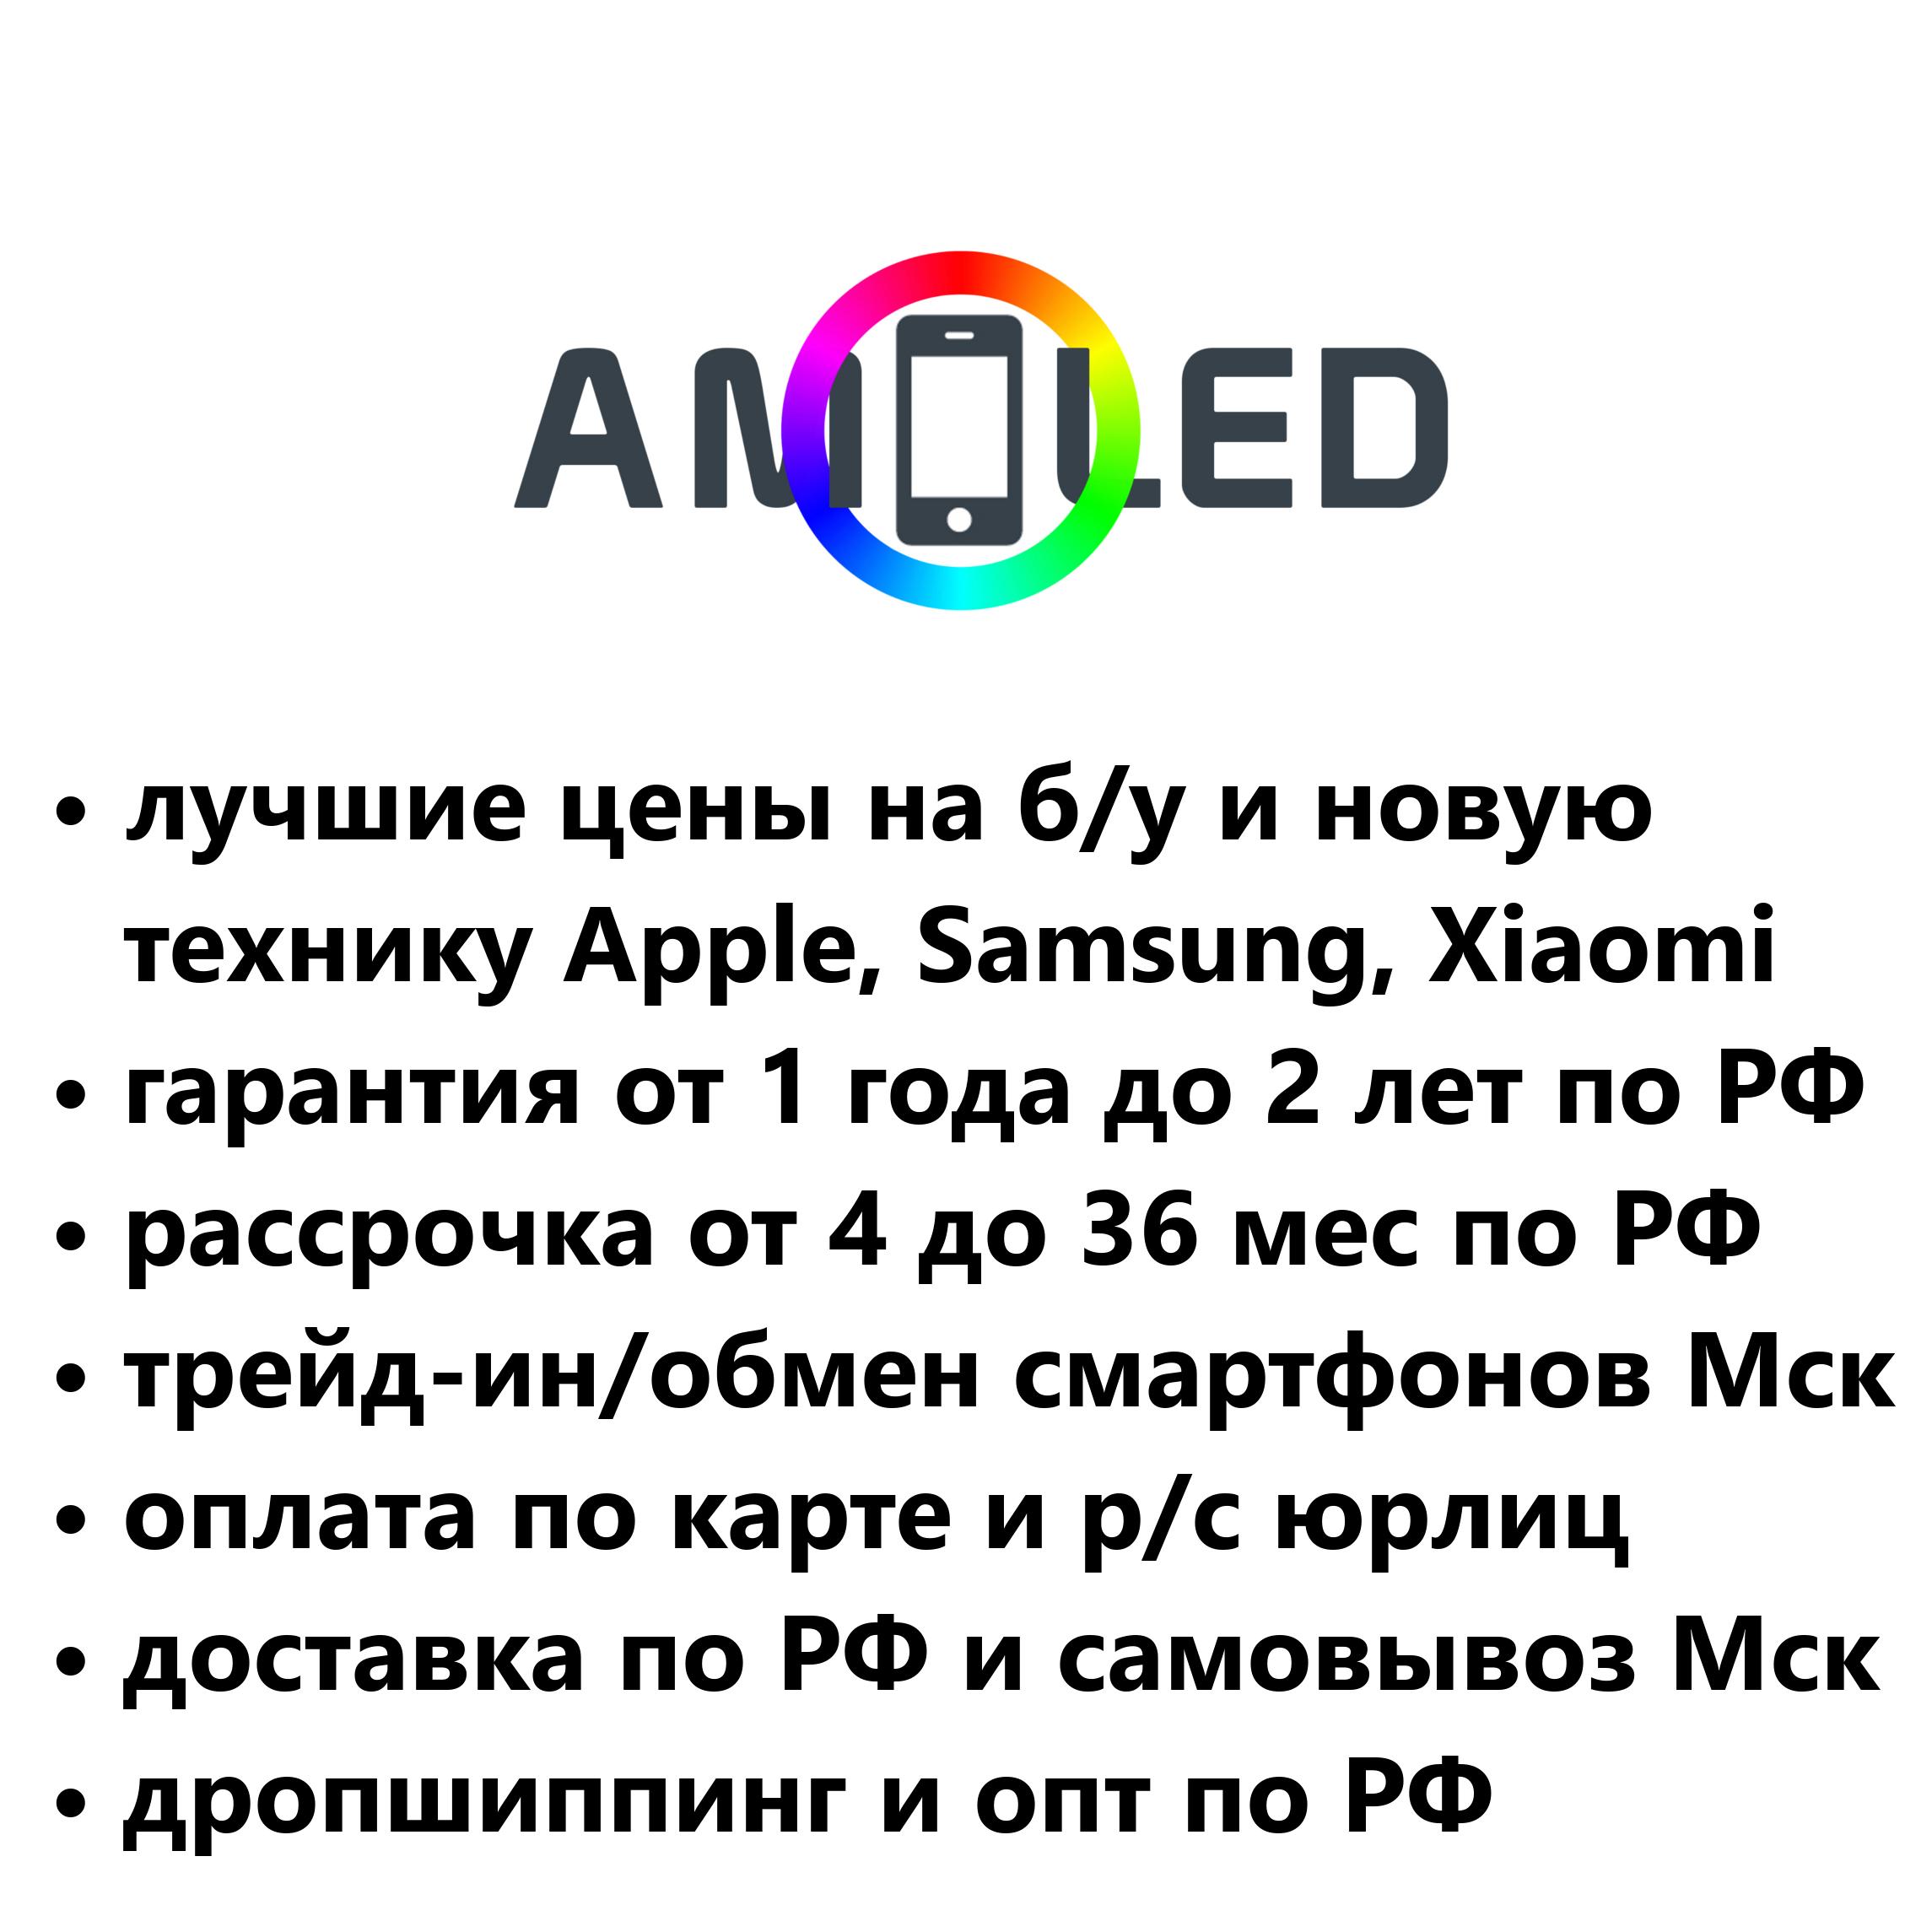 AMOLED
• лучшие цены на б/у и новую
технику Apple, Samsung, Xiaomi
• гарантия от 1 года до 2 лет по РФ
• рассрочка от 4 до 36 мес по РФ
• трейд-ин/обмен смартфонов Мск
• оплата по карте и р/с юрлиц
• доставка по РФ и самовывоз Мск
• дропшиппинг и опт по РФ